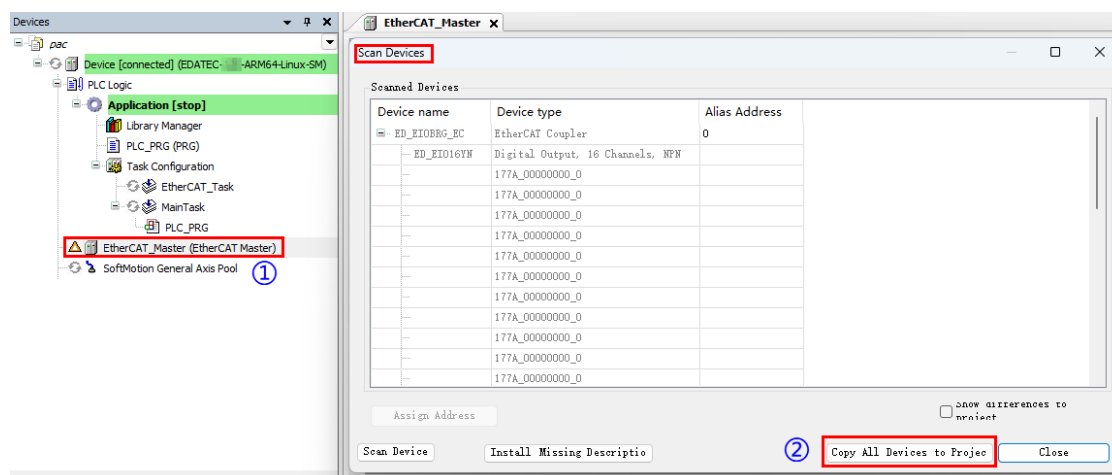 Devices
pac
Device [connected] (EDATEC- -ARM64-Linux-SM)
PLC Logic
Application [stop]
Library Manager
PLC_PRG (PRG)
Task Configuration
EtherCAT_Task
MainTask
PLC_PRG
EtherCAT_Master (EtherCAT Master)
SoftMotion General Axis Pool
①
EtherCAT_Master
Scan Devices
Scanned Devices
Device name Device type Alias Address
ED_EIOBRG_EC EtherCAT Coupler 0
ED_EIO16YN Digital Output, 16 Channels, NPN
177A_00000000_0
177A_00000000_0
177A_00000000_0
177A_00000000_0
177A_00000000_0
177A_00000000_0
177A_00000000_0
177A_00000000_0
177A_00000000_0
177A_00000000_0
177A_00000000_0
Assign Address
Show differences to
project
Scan Device
Install Missing Descriptio
②
Copy All Devices to Projec
Close